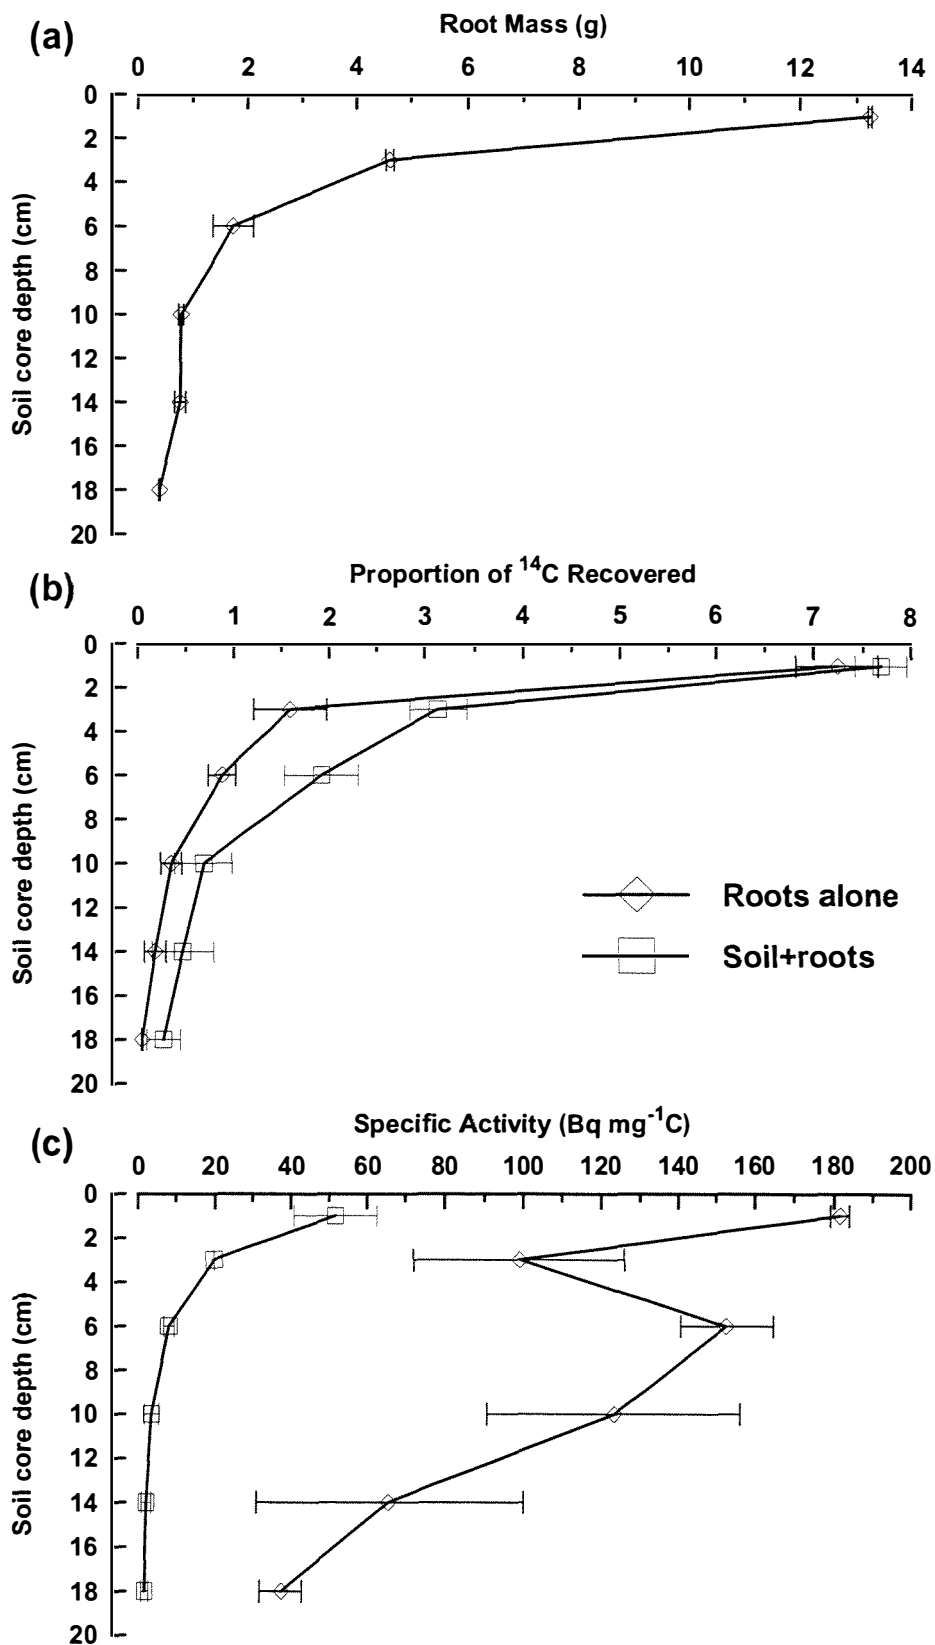 (a)
Root Mass (g)
0 2 4 6 8 10 12 14
0
2
4
6
8
10
12
14
16
18
20
Soil core depth (cm)
(b)
Proportion of ¹⁴C Recovered
0 1 2 3 4 5 6 7 8
0
2
4
6
8
10
12
14
16
18
20
Soil core depth (cm)
Roots alone
Soil+roots
(c)
Specific Activity (Bq mg⁻¹C)
0 20 40 60 80 100 120 140 160 180 200
0
2
4
6
8
10
12
14
16
18
20
Soil core depth (cm)